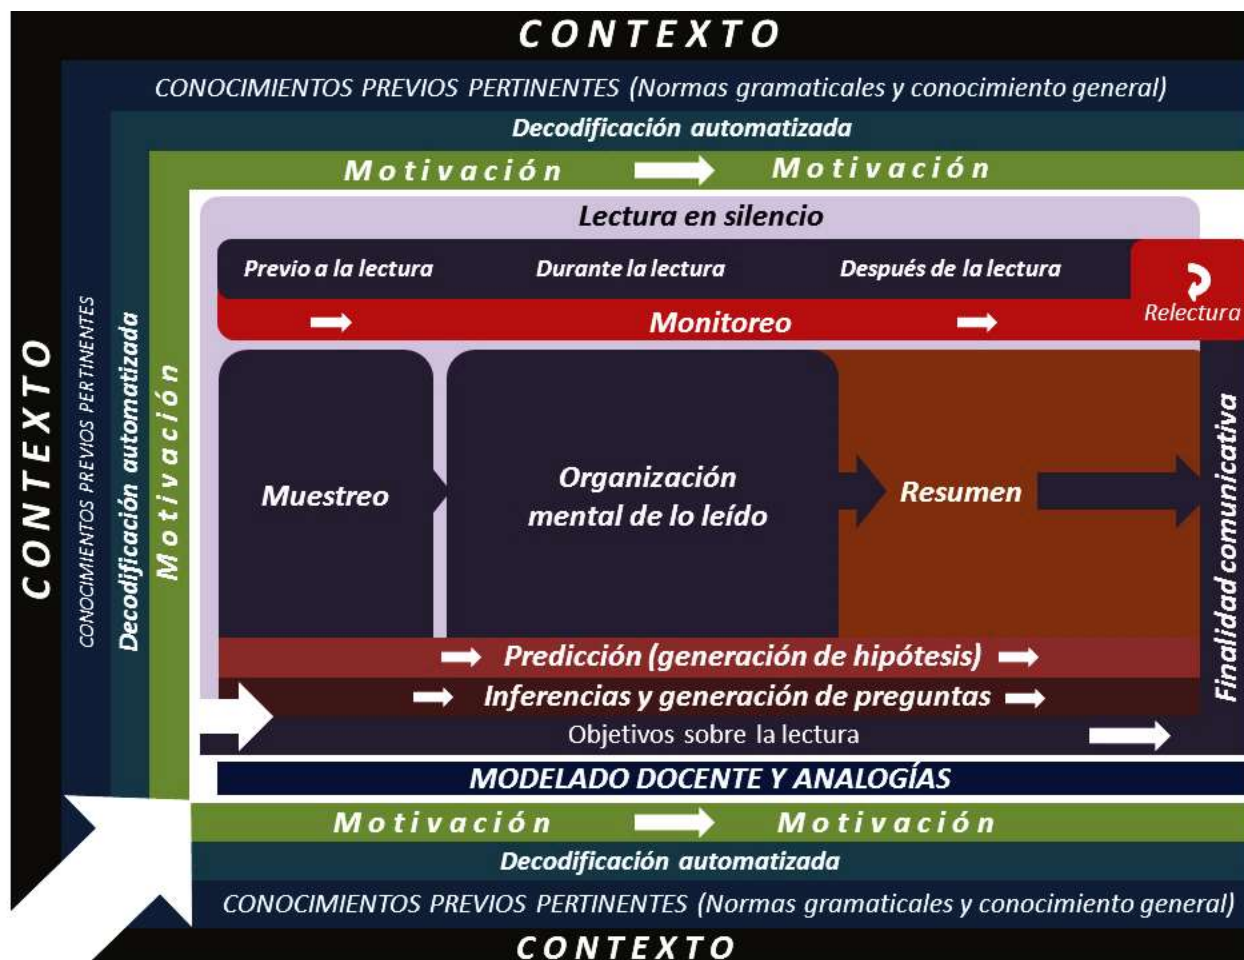 CONTEXTO
CONOCIMIENTOS PREVIOS PERTINENTES (Normas gramaticales y conocimiento general)
Decodificación automatizada
Motivación Motivación
CONTEXTO
CONOCIMIENTOS PREVIOS PERTINENTES
Decodificación automatizada
Motivación
Lectura en silencio
Previo a la lectura Durante la lectura Después de la lectura
Monitoreo
Relectura
Muestreo
Organización
mental de lo leído
Resumen
Finalidad comunicativa
Predicción (generación de hipótesis)
Inferencias y generación de preguntas
Objetivos sobre la lectura
MODELADO DOCENTE Y ANALOGÍAS
Motivación Motivación
Decodificación automatizada
CONOCIMIENTOS PREVIOS PERTINENTES (Normas gramaticales y conocimiento general)
CONTEXTO